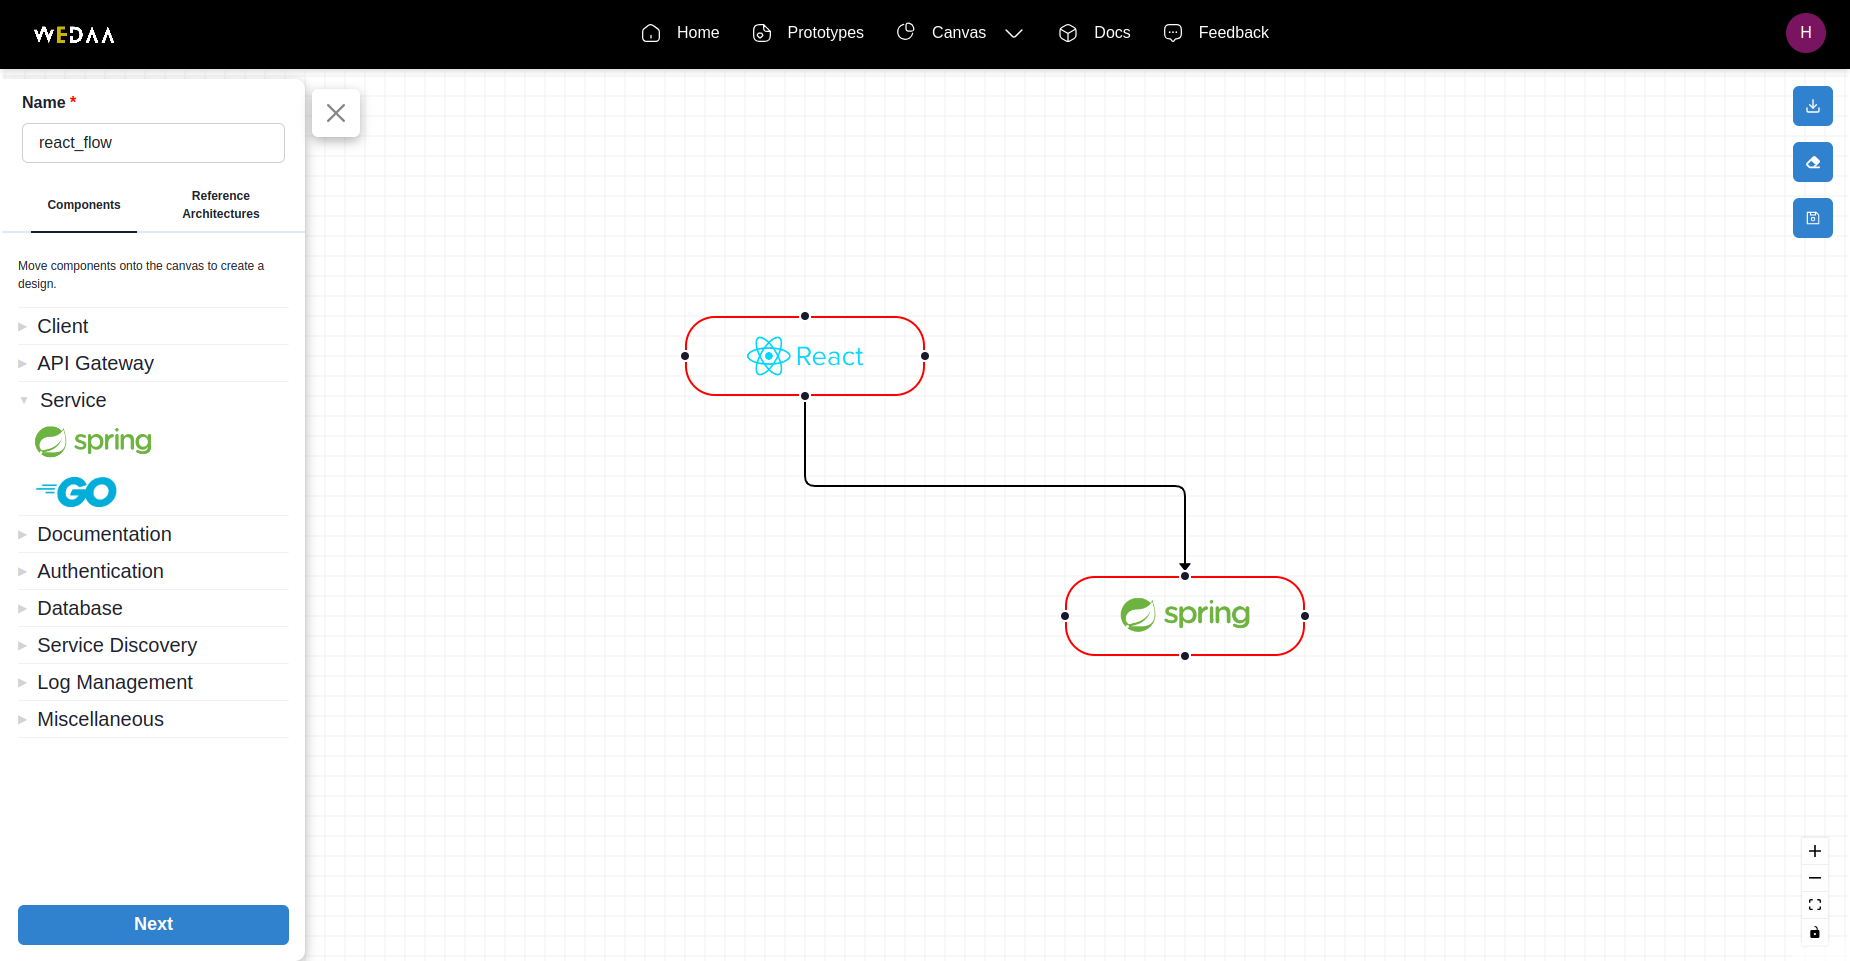 WEDAA
Home
Prototypes
Canvas
Docs
Feedback
H
Name *
react_flow
Components
Reference
Architectures
Move components onto the canvas to create a
design.
Client
API Gateway
Service
spring
GO
Documentation
Authentication
Database
Service Discovery
Log Management
Miscellaneous
Next
React
spring